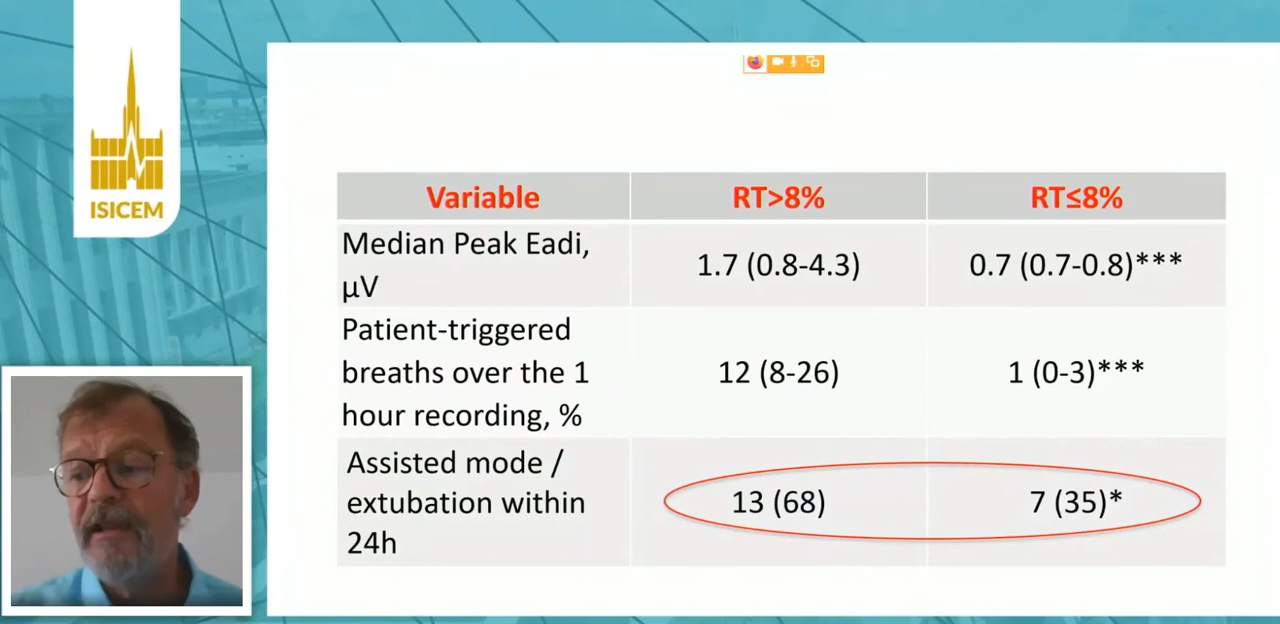 ISICEM
Variable RT>8% RT≤8%
Median Peak Eadi,
µV
1.7 (0.8-4.3) 0.7 (0.7-0.8)***
Patient-triggered
breaths over the 1
hour recording, %
12 (8-26) 1 (0-3)***
Assisted mode /
extubation within
24h
13 (68) 7 (35)*